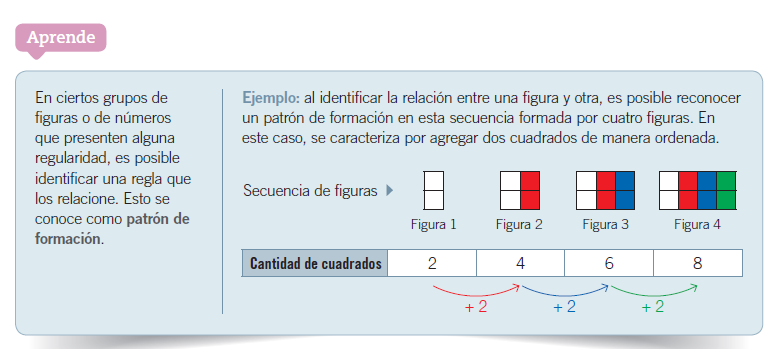 Aprende
En ciertos grupos de
figuras o de números
que presenten alguna
regularidad, es posible
identificar una regla que
los relacione. Esto se
conoce como patrón de
formación.
Ejemplo: al identificar la relación entre una figura y otra, es posible reconocer
un patrón de formación en esta secuencia formada por cuatro figuras. En
este caso, se caracteriza por agregar dos cuadrados de manera ordenada.
Secuencia de figuras
Figura 1 Figura 2 Figura 3 Figura 4
Cantidad de cuadrados 2 4 6 8
+ 2 + 2 + 2